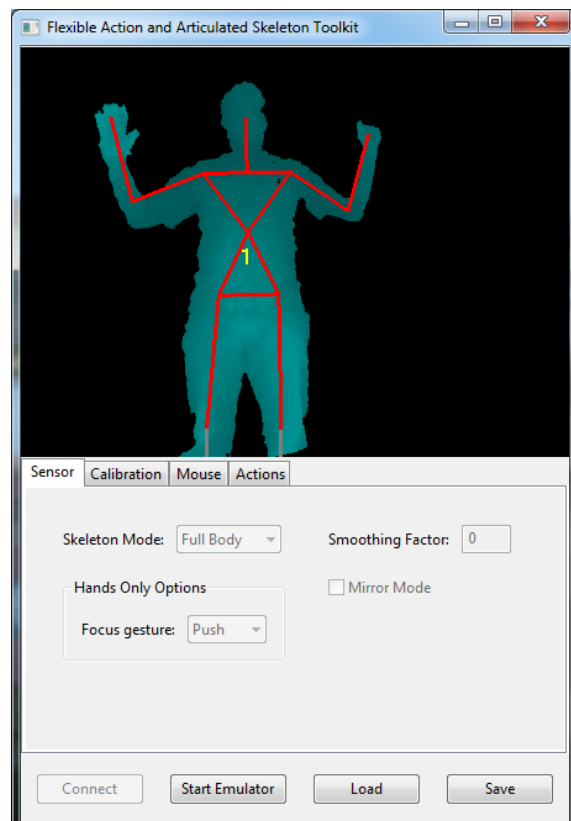 Flexible Action and Articulated Skeleton Toolkit
1
Sensor Calibration Mouse Actions
Skeleton Mode: Full Body Smoothing Factor: 0
Hands Only Options Mirror Mode
Focus gesture: Push
Connect Start Emulator Load Save